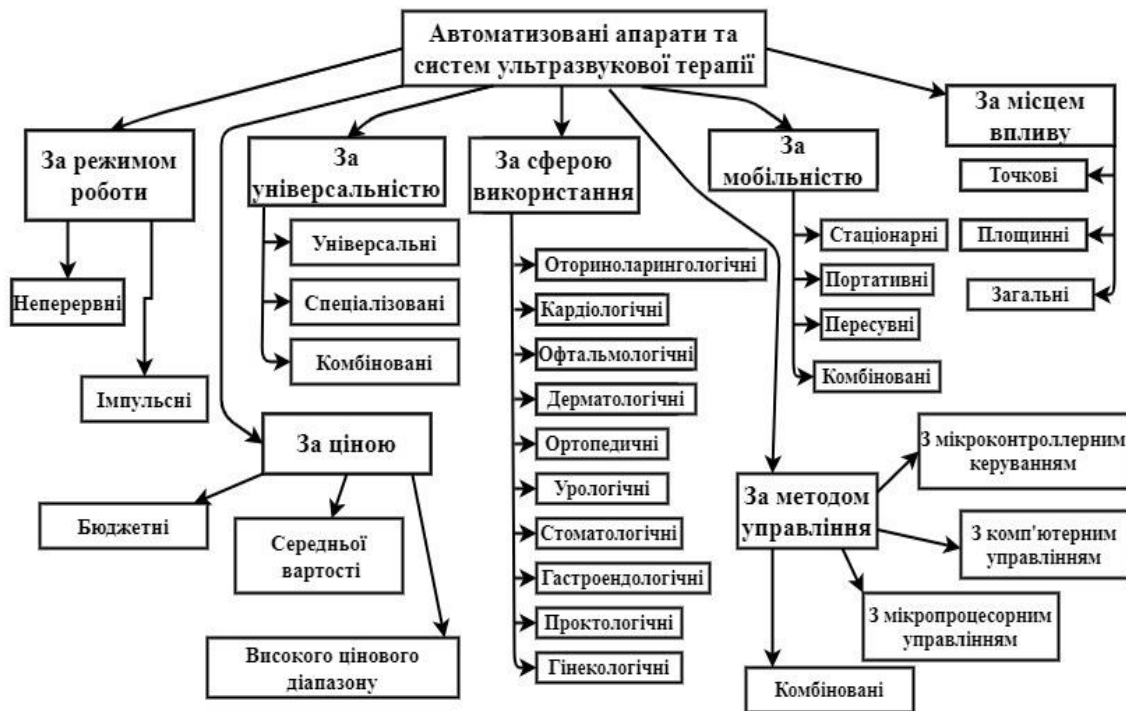 Автоматизовані апарати та
систем ультразвукової терапії
За режимом
роботи
Неперервні
Імпульсні
За
універсальністю
Універсальні
Спеціалізовані
Комбіновані
За ціною
Бюджетні
Середньої
вартості
Високого цінового
діапазону
За сферою
використання
Оториноларингологічні
Кардіологічні
Офтальмологічні
Дерматологічні
Ортопедичні
Урологічні
Стоматологічні
Гастроендологічні
Проктологічні
Гінекологічні
За
мобільністю
Стаціонарні
Портативні
Пересувні
Комбіновані
За методом
управління
З мікроконтроллерним
керуванням
З комп'ютерним
управлінням
З мікропроцесорним
управлінням
Комбіновані
За місцем
впливу
Точкові
Площинні
Загальні